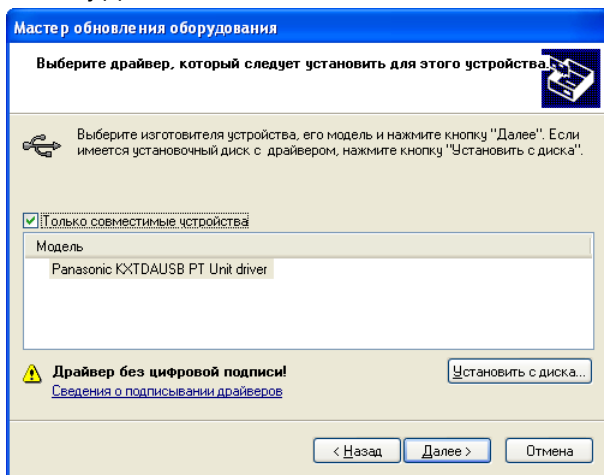 Мастер обновления оборудования
Выберите драйвер, который следует установить для этого устройства.
Выберите изготовителя устройства, его модель и нажмите кнопку "Далее". Если
имеется установочный диск с драйвером, нажмите кнопку "Установить с диска".
Только совместимые устройства
Модель
Panasonic KXTDAUSB PT Unit driver
Драйвер без цифровой подписи!
Сведения о подписывании драйверов
Установить с диска...
< Назад
Далее >
Отмена